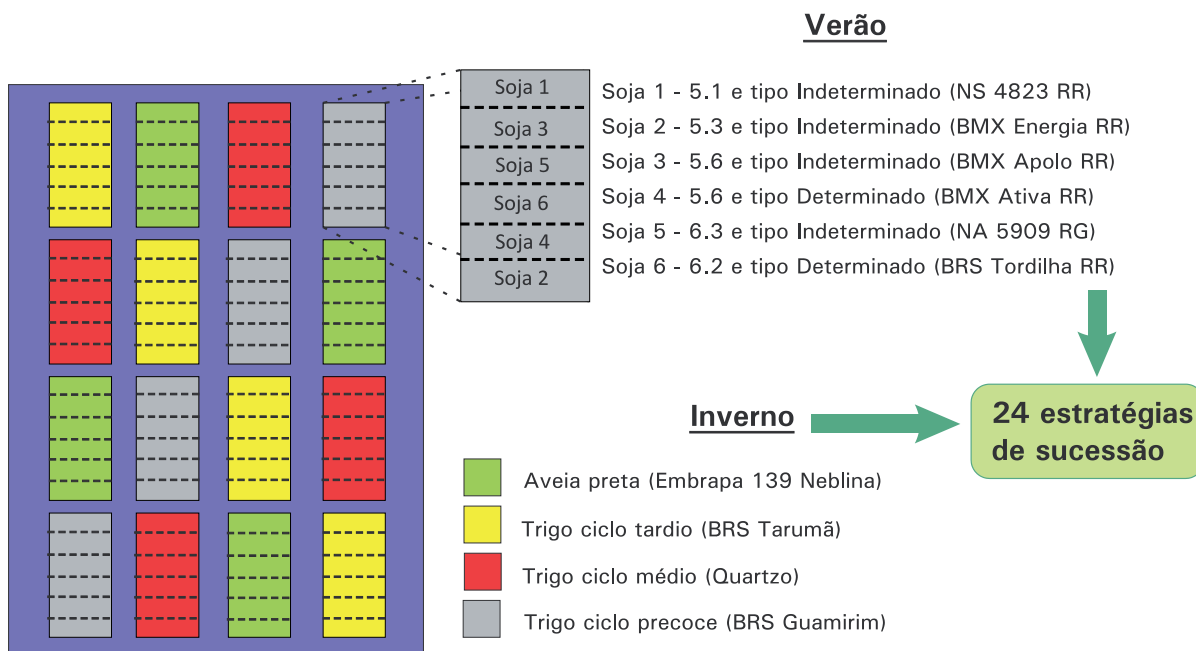 Verão
Soja 1
Soja 3
Soja 5
Soja 6
Soja 4
Soja 2
Soja 1 - 5.1 e tipo Indeterminado (NS 4823 RR)
Soja 2 - 5.3 e tipo Indeterminado (BMX Energia RR)
Soja 3 - 5.6 e tipo Indeterminado (BMX Apolo RR)
Soja 4 - 5.6 e tipo Determinado (BMX Ativa RR)
Soja 5 - 6.3 e tipo Indeterminado (NA 5909 RG)
Soja 6 - 6.2 e tipo Determinado (BRS Tordilha RR)
Inverno
24 estratégias
de sucessão
Aveia preta (Embrapa 139 Neblina)
Trigo ciclo tardio (BRS Tarumã)
Trigo ciclo médio (Quartzo)
Trigo ciclo precoce (BRS Guamirim)